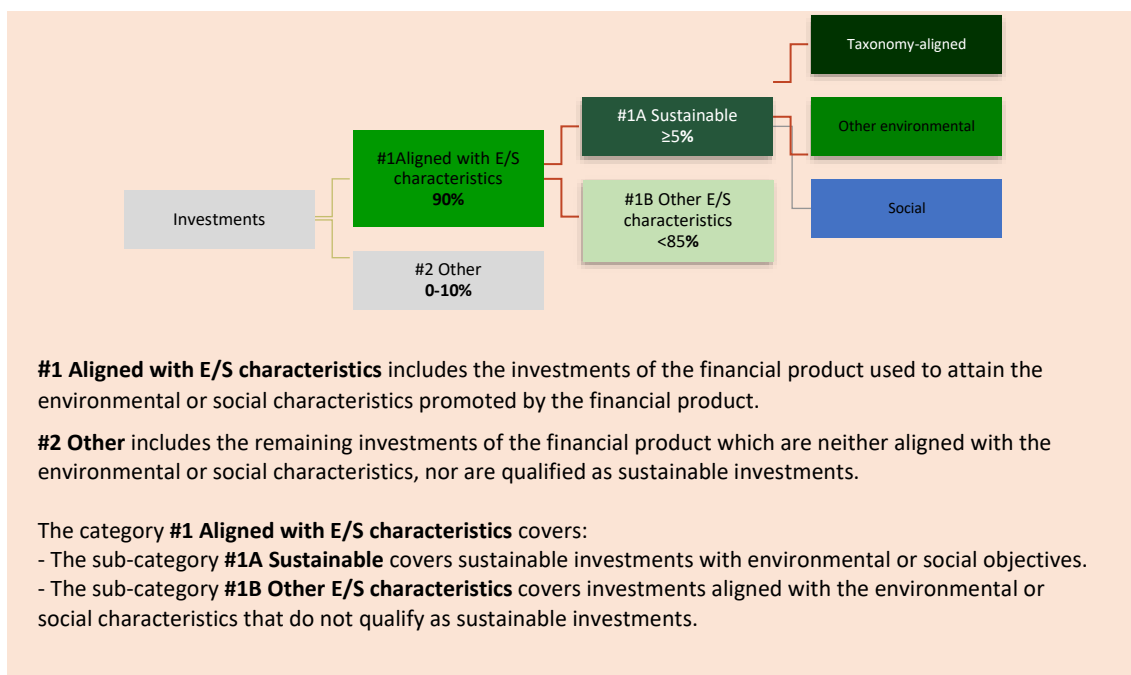 Taxonomy-aligned
#1A Sustainable
≥5%
Other environmental
#1Aligned with E/S
characteristics
90%
#1B Other E/S
characteristics
<85%
Social
Investments
#2 Other
0-10%
#1 Aligned with E/S characteristics includes the investments of the financial product used to attain the
environmental or social characteristics promoted by the financial product.
#2 Other includes the remaining investments of the financial product which are neither aligned with the
environmental or social characteristics, nor are qualified as sustainable investments.
The category #1 Aligned with E/S characteristics covers:
- The sub-category #1A Sustainable covers sustainable investments with environmental or social objectives.
- The sub-category #1B Other E/S characteristics covers investments aligned with the environmental or
social characteristics that do not qualify as sustainable investments.